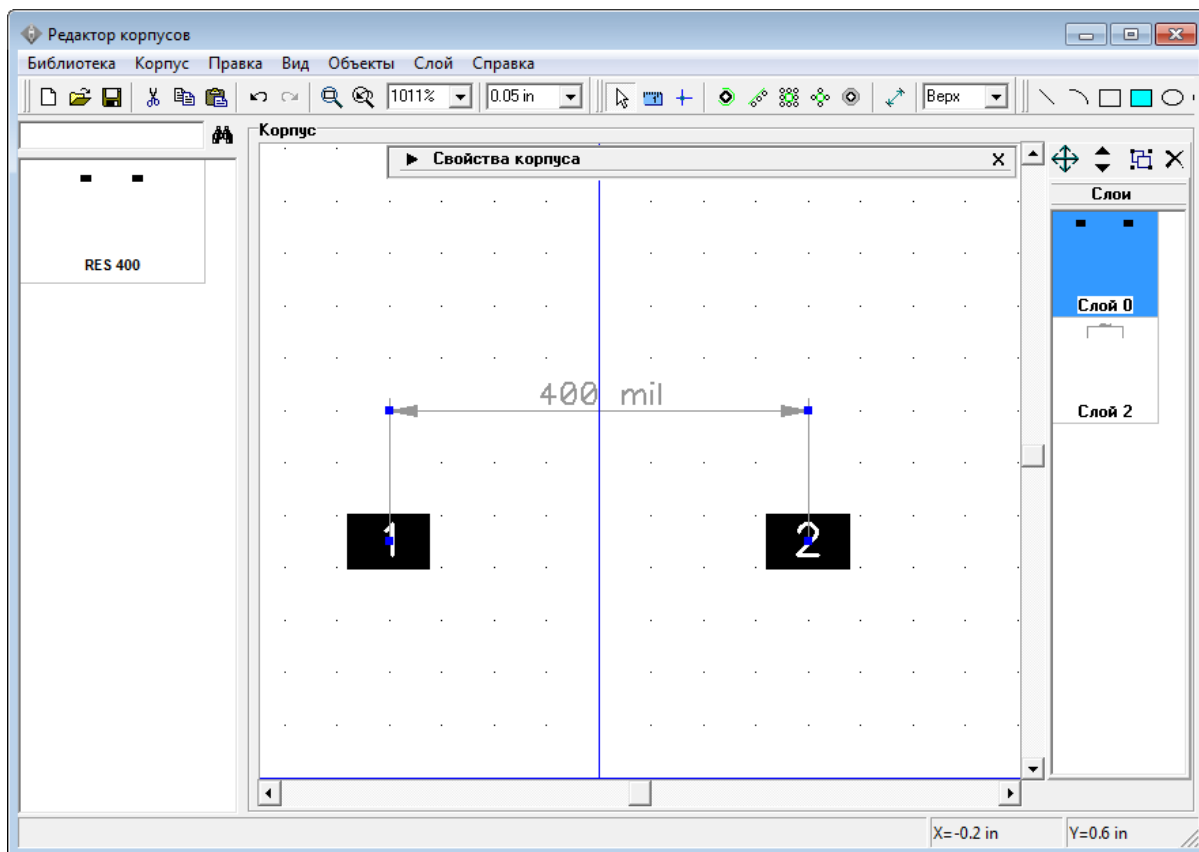 Редактор корпусов
Библиотека Корпус Правка Вид Объекты Слой Справка
1011% 0.05 in Верх
Корпус
Свойства корпуса X
Слои
RES 400
Слой 0
400 mil
Слой 2
1 2
X=-0.2 in Y=0.6 in